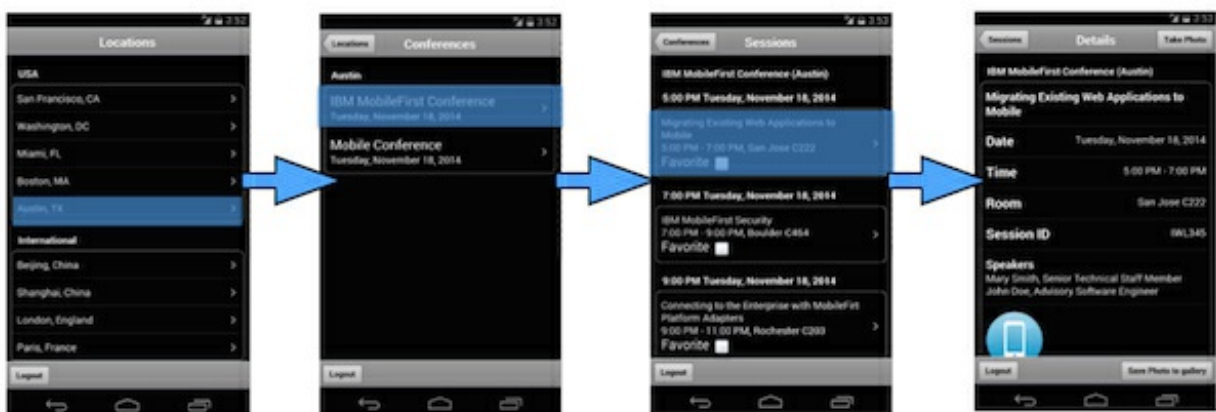 3:52
Locations
USA
San Francisco, CA
Washington, DC
Miami, FL
Boston, MA
Austin, TX
International
Beijing, China
Shanghai, China
London, England
Paris, France
Logout
3:52
Locations
Conferences
Austin
IBM MobileFirst Conference
Tuesday, November 18, 2014
Mobile Conference
Tuesday, November 18, 2014
Logout
3:53
Conferences
Sessions
IBM MobileFirst Conference (Austin)
5:00 PM Tuesday, November 18, 2014
Migrating Existing Web Applications to
Mobile
5:00 PM - 7:00 PM, San Jose C222
Favorite
7:00 PM Tuesday, November 18, 2014
IBM MobileFirst Security
7:00 PM - 9:00 PM, Boulder C454
Favorite
9:00 PM Tuesday, November 18, 2014
Connecting to the Enterprise with MobileFirt
Platform Adapters
9:00 PM - 11:00 PM, Rochester C203
Favorite
Logout
3:53
Sessions
Details
Take Photo
IBM MobileFirst Conference (Austin)
Migrating Existing Web Applications to
Mobile
Date Tuesday, November 18, 2014
Time 5:00 PM - 7:00 PM
Room San Jose C222
Session ID IWL345
Speakers
Mary Smith, Senior Technical Staff Member
John Doe, Advisory Software Engineer
Logout
Save Photo to gallery